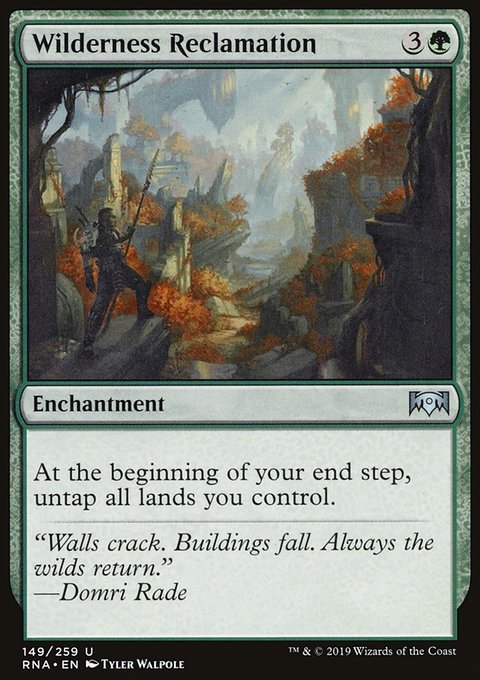 Wilderness Reclamation 3
Enchantment
At the beginning of your end step,
untap all lands you control.
“Walls crack. Buildings fall. Always the
wilds return.”
—Domri Rade
149/259 U
RNA • EN Tyler Walpole
™ & © 2019 Wizards of the Coast